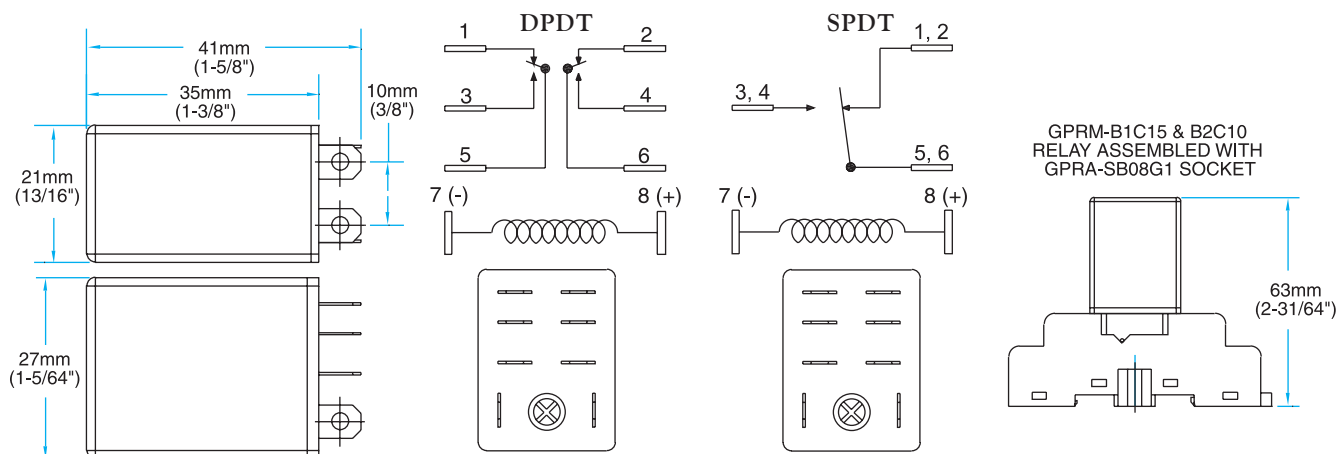 41mm
(1-5/8")
35mm
(1-3/8")
10mm
(3/8")
21mm
(13/16")
27mm
(1-5/64")
DPDT
1
2
3
4
5
6
7 (-)
8 (+)
SPDT
1, 2
3, 4
5, 6
7 (-)
8 (+)
GPRM-B1C15 & B2C10
RELAY ASSEMBLED WITH
GPRA-SB08G1 SOCKET
63mm
(2-31/64")